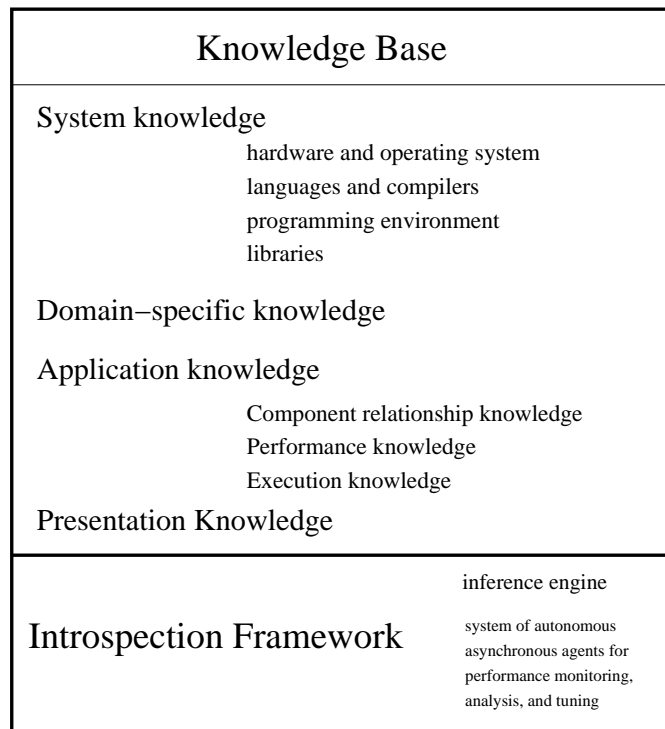 Knowledge Base
System knowledge
hardware and operating system
languages and compilers
programming environment
libraries
Domain−specific knowledge
Application knowledge
Component relationship knowledge
Performance knowledge
Execution knowledge
Presentation Knowledge
inference engine
Introspection Framework
system of autonomous
asynchronous agents for
performance monitoring,
analysis, and tuning